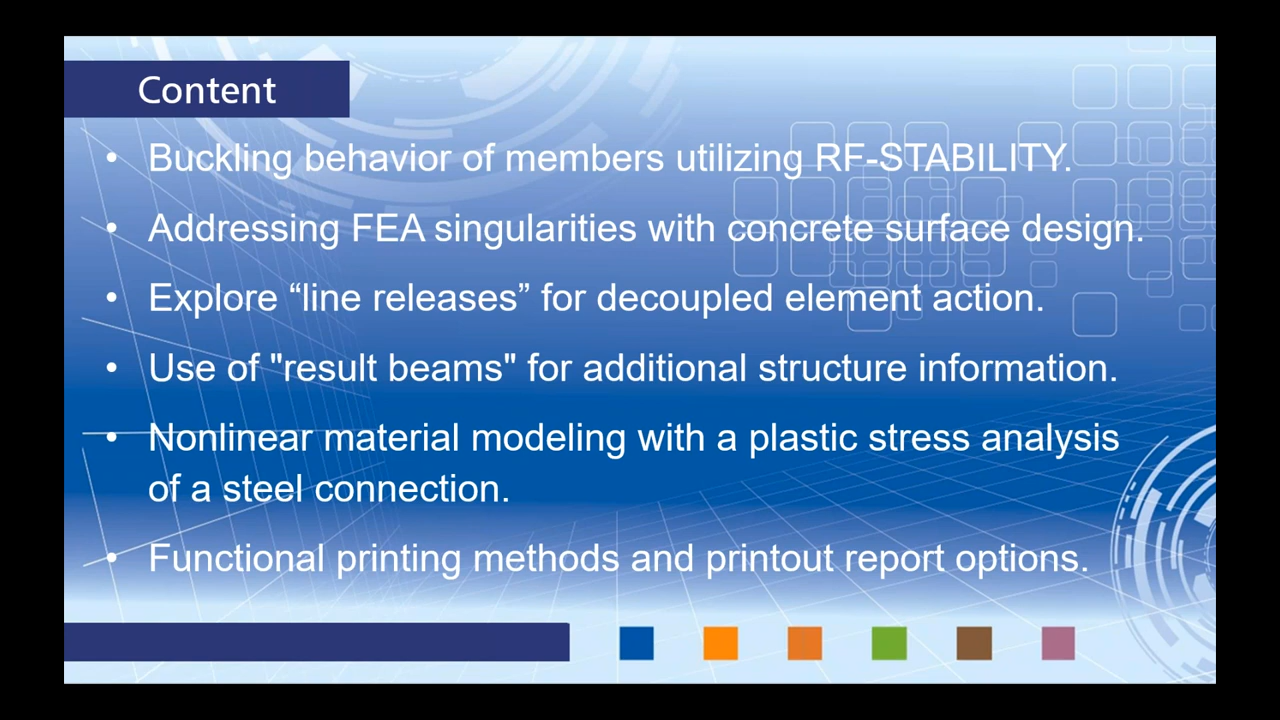 Content
• Buckling behavior of members utilizing RF-STABILITY.
• Addressing FEA singularities with concrete surface design.
• Explore “line releases” for decoupled element action.
• Use of "result beams" for additional structure information.
• Nonlinear material modeling with a plastic stress analysis
of a steel connection.
• Functional printing methods and printout report options.